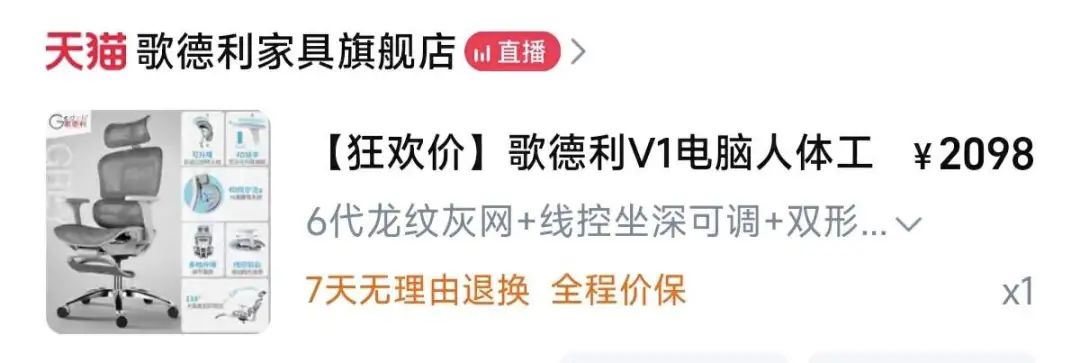 天猫 歌德利家具旗舰店 直播
【狂欢价】歌德利V1电脑人体工 ¥2098
6代龙纹灰网+线控坐深可调+双形...
7天无理由退换 全程价保 x1